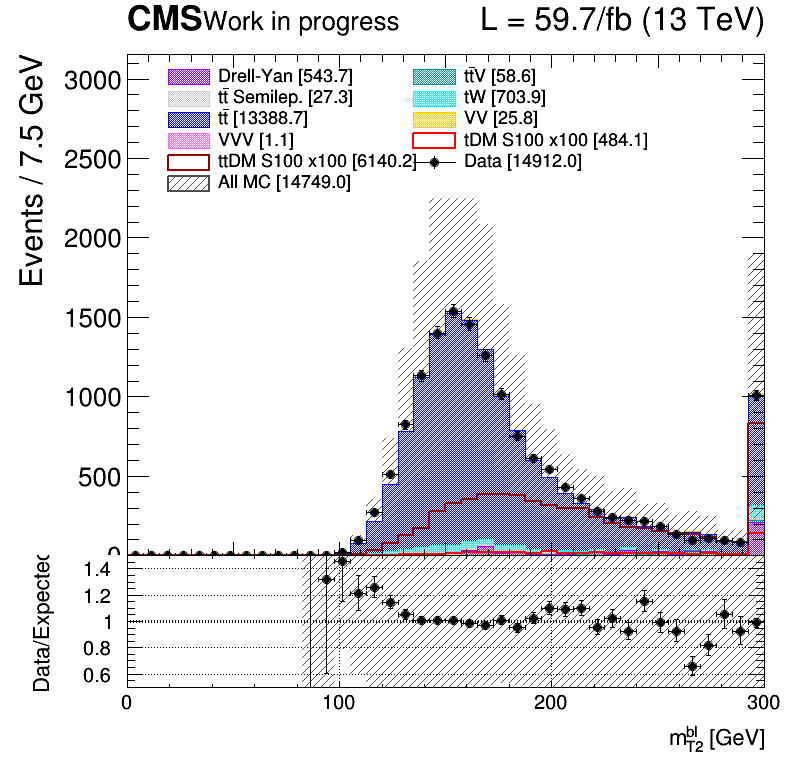 CMS Work in progress L = 59.7/fb (13 TeV)
Events / 7.5 GeV
3000
2500
2000
1500
1000
500
0
Drell-Yan [543.7]
tt̄V [58.6]
tt̄ Semilep. [27.3]
tW [703.9]
tt̄ [13388.7]
VV [25.8]
VVV [1.1]
tDM S100 x100 [484.1]
ttDM S100 x100 [6140.2]
Data [14912.0]
All MC [14749.0]
Data/Expected
1.4
1.2
1
0.8
0.6
0 100 200 300
m_{T2}^{bl} [GeV]